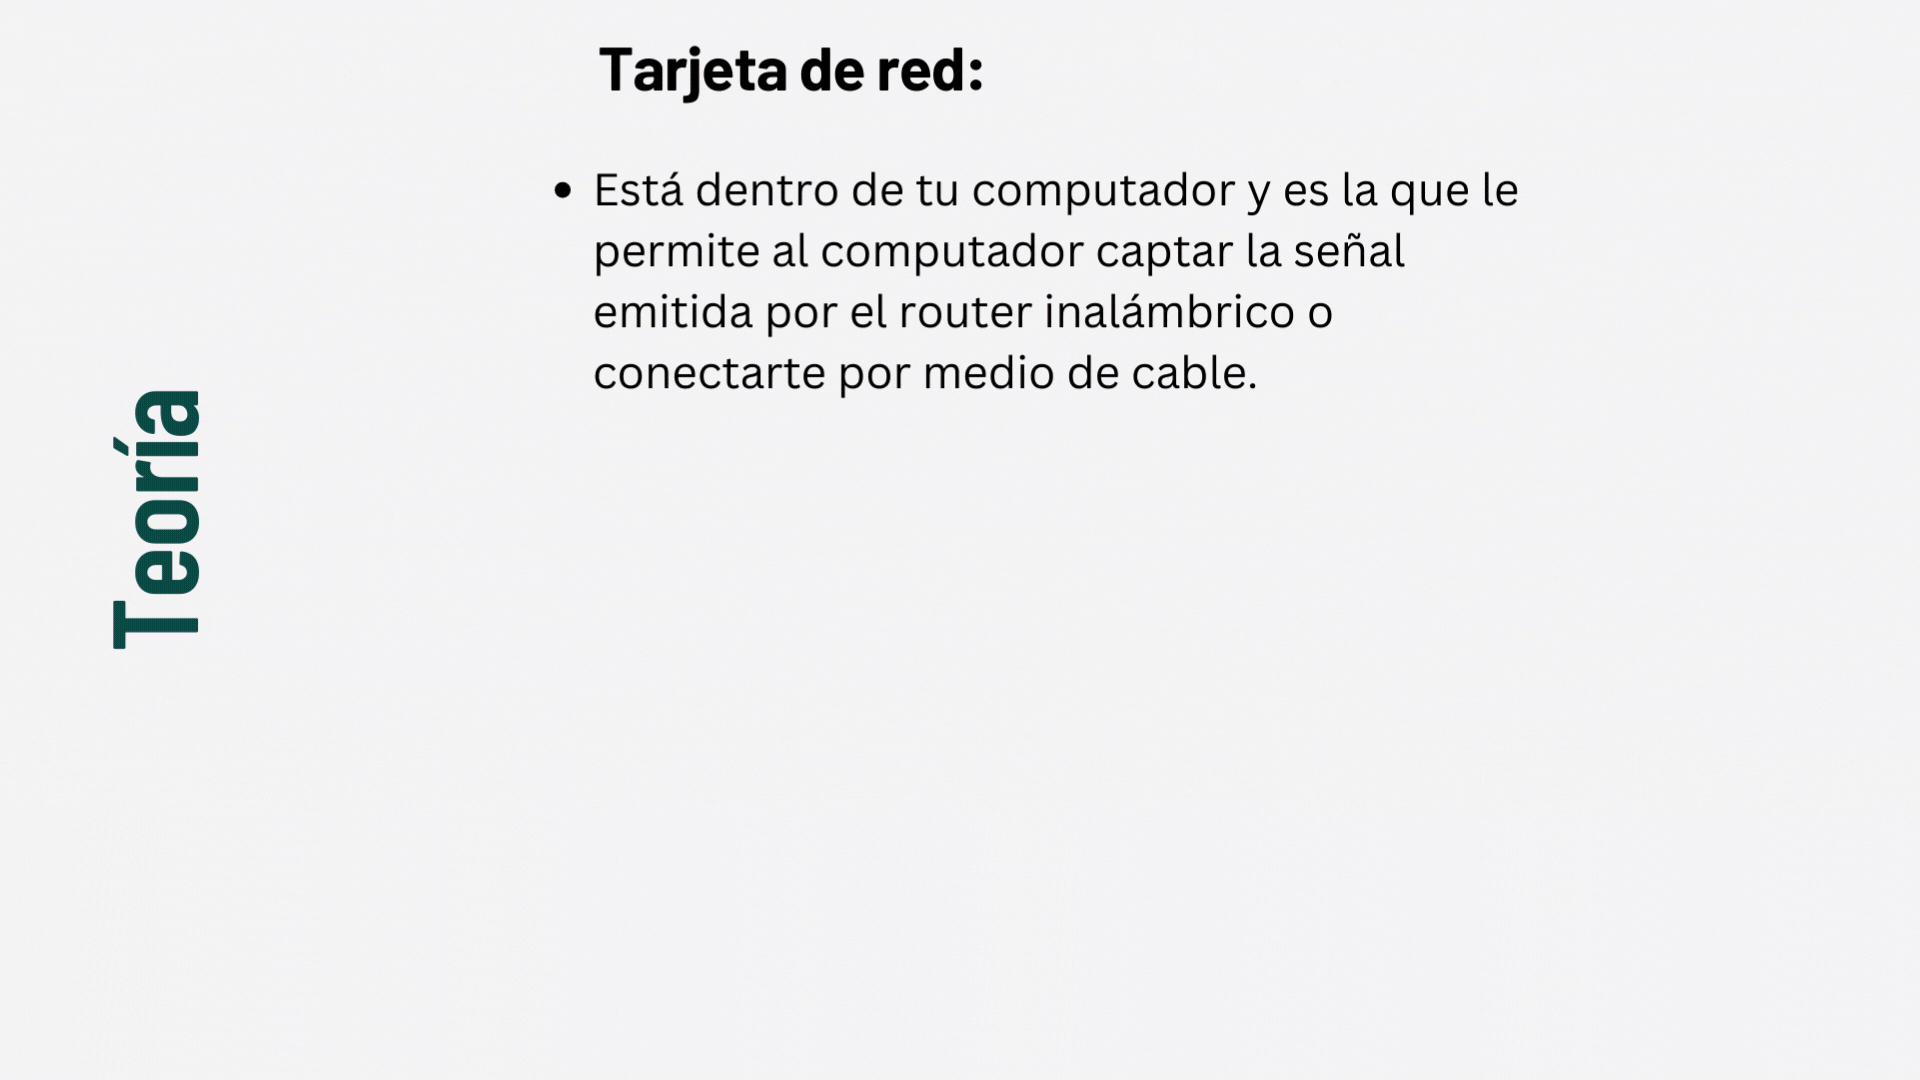 Tarjeta de red:
• Está dentro de tu computador y es la que le
permite al computador captar la señal
emitida por el router inalámbrico o
conectarte por medio de cable.
Teoría